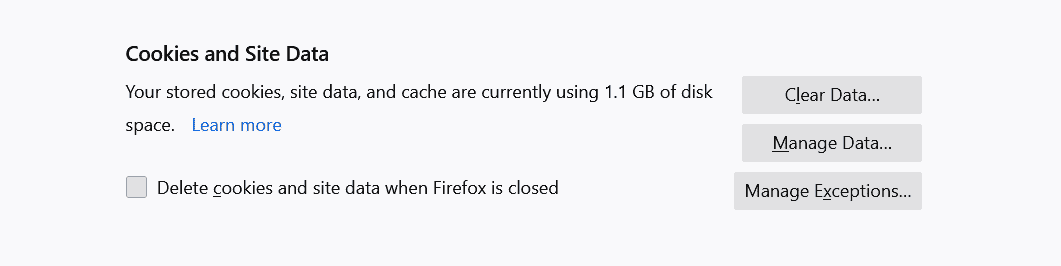 Cookies and Site Data
Your stored cookies, site data, and cache are currently using 1.1 GB of disk
space. Learn more
Clear Data...
Manage Data...
Delete cookies and site data when Firefox is closed
Manage Exceptions...